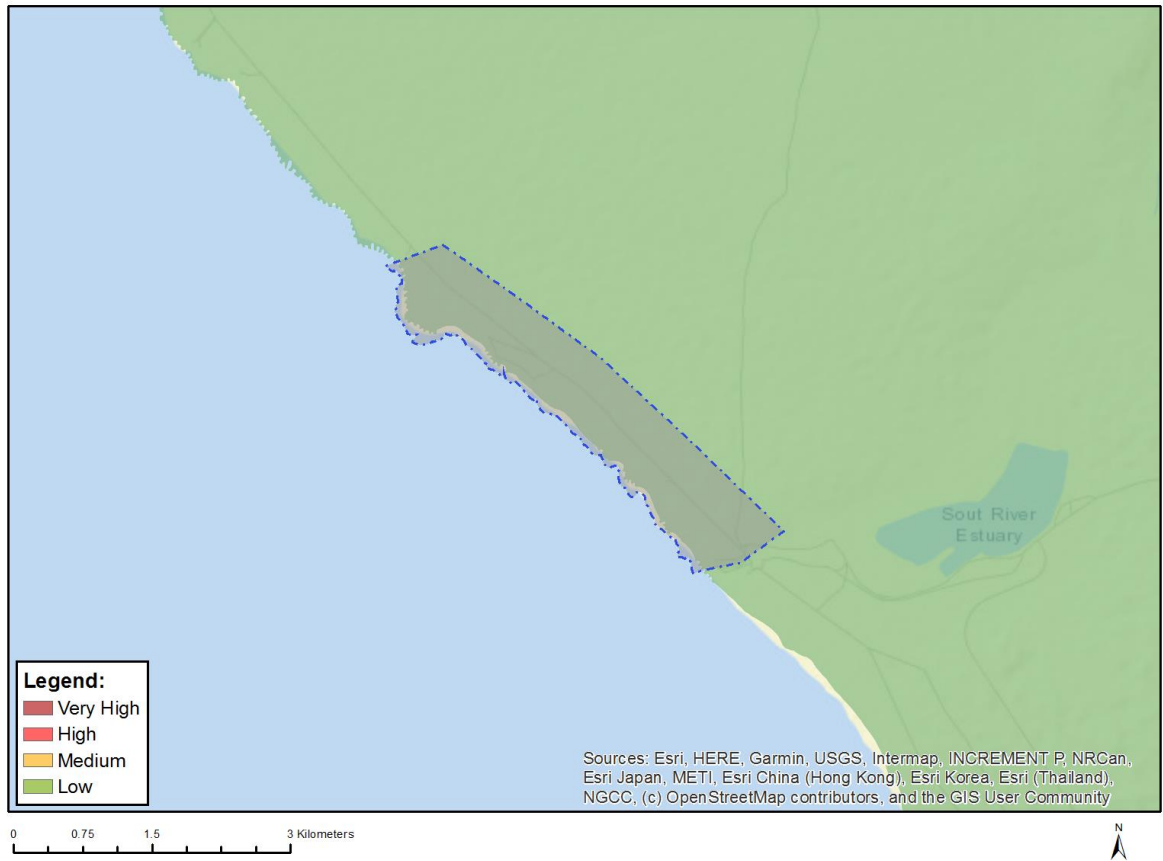 Sout River
Estuary
Legend:
Very High
High
Medium
Low
Sources: Esri, HERE, Garmin, USGS, Intermap, INCREMENT P, NRCan,
Esri Japan, METI, Esri China (Hong Kong), Esri Korea, Esri (Thailand),
NGCC, (c) OpenStreetMap contributors, and the GIS User Community
0 0.75 1.5 3 Kilometers
N